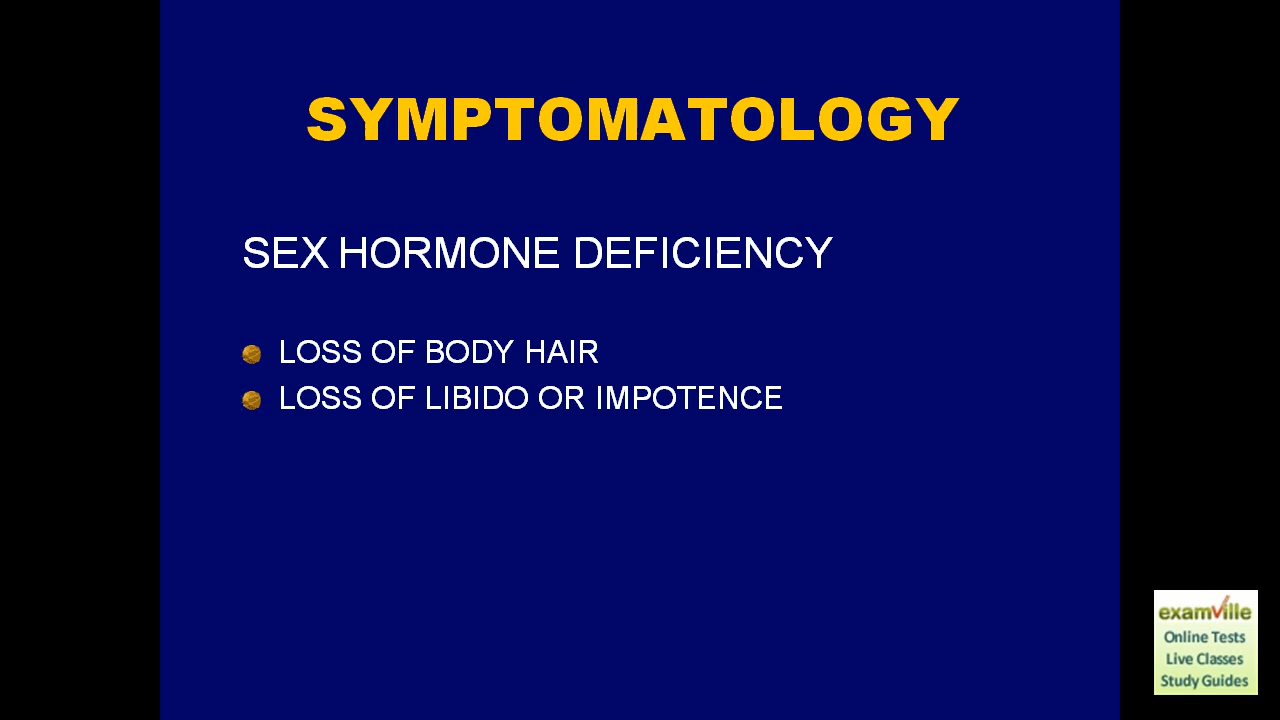 SYMPTOMATOLOGY
SEX HORMONE DEFICIENCY
LOSS OF BODY HAIR
LOSS OF LIBIDO OR IMPOTENCE
examville
Online Tests
Live Classes
Study Guides